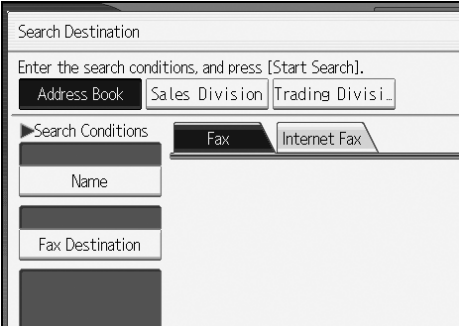 Search Destination
Enter the search conditions, and press [Start Search].
Address Book Sales Division Trading Divisi...
▶Search Conditions Fax Internet Fax
Name
Fax Destination